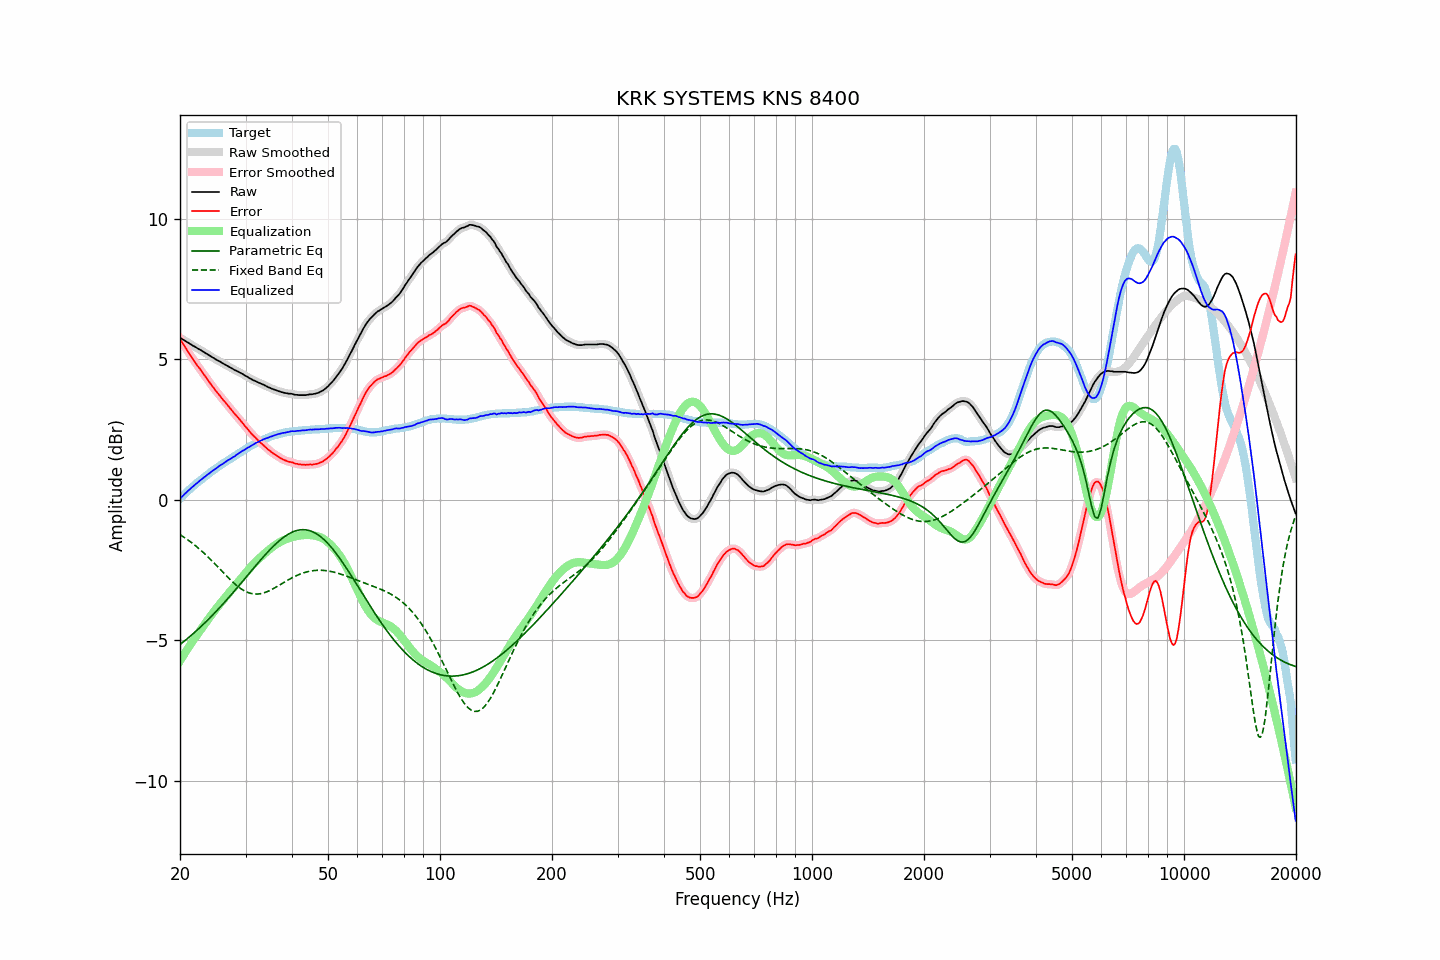 KRK SYSTEMS KNS 8400
Target
Raw Smoothed
Error Smoothed
Raw
Error
Equalization
Parametric Eq
Fixed Band Eq
Equalized
10
5
0
−5
−10
Amplitude (dBr)
20 50 100 200 500 1000 2000 5000 10000 20000
Frequency (Hz)